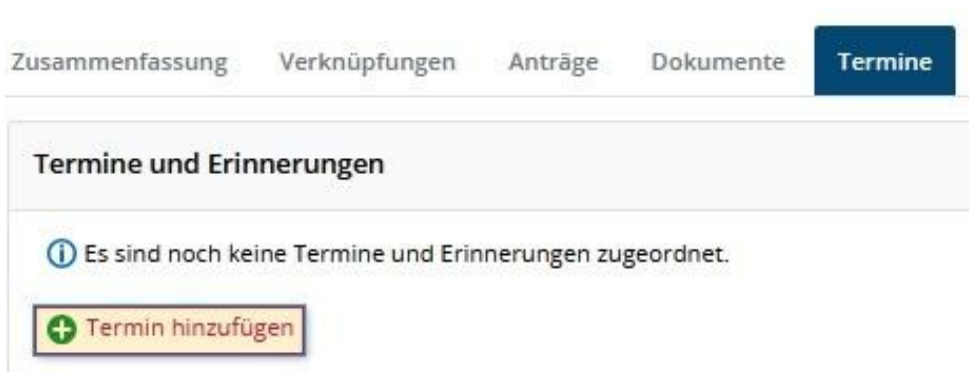 Zusammenfassung Verknüpfungen Anträge Dokumente Termine
Termine und Erinnerungen
Es sind noch keine Termine und Erinnerungen zugeordnet.
Termin hinzufügen